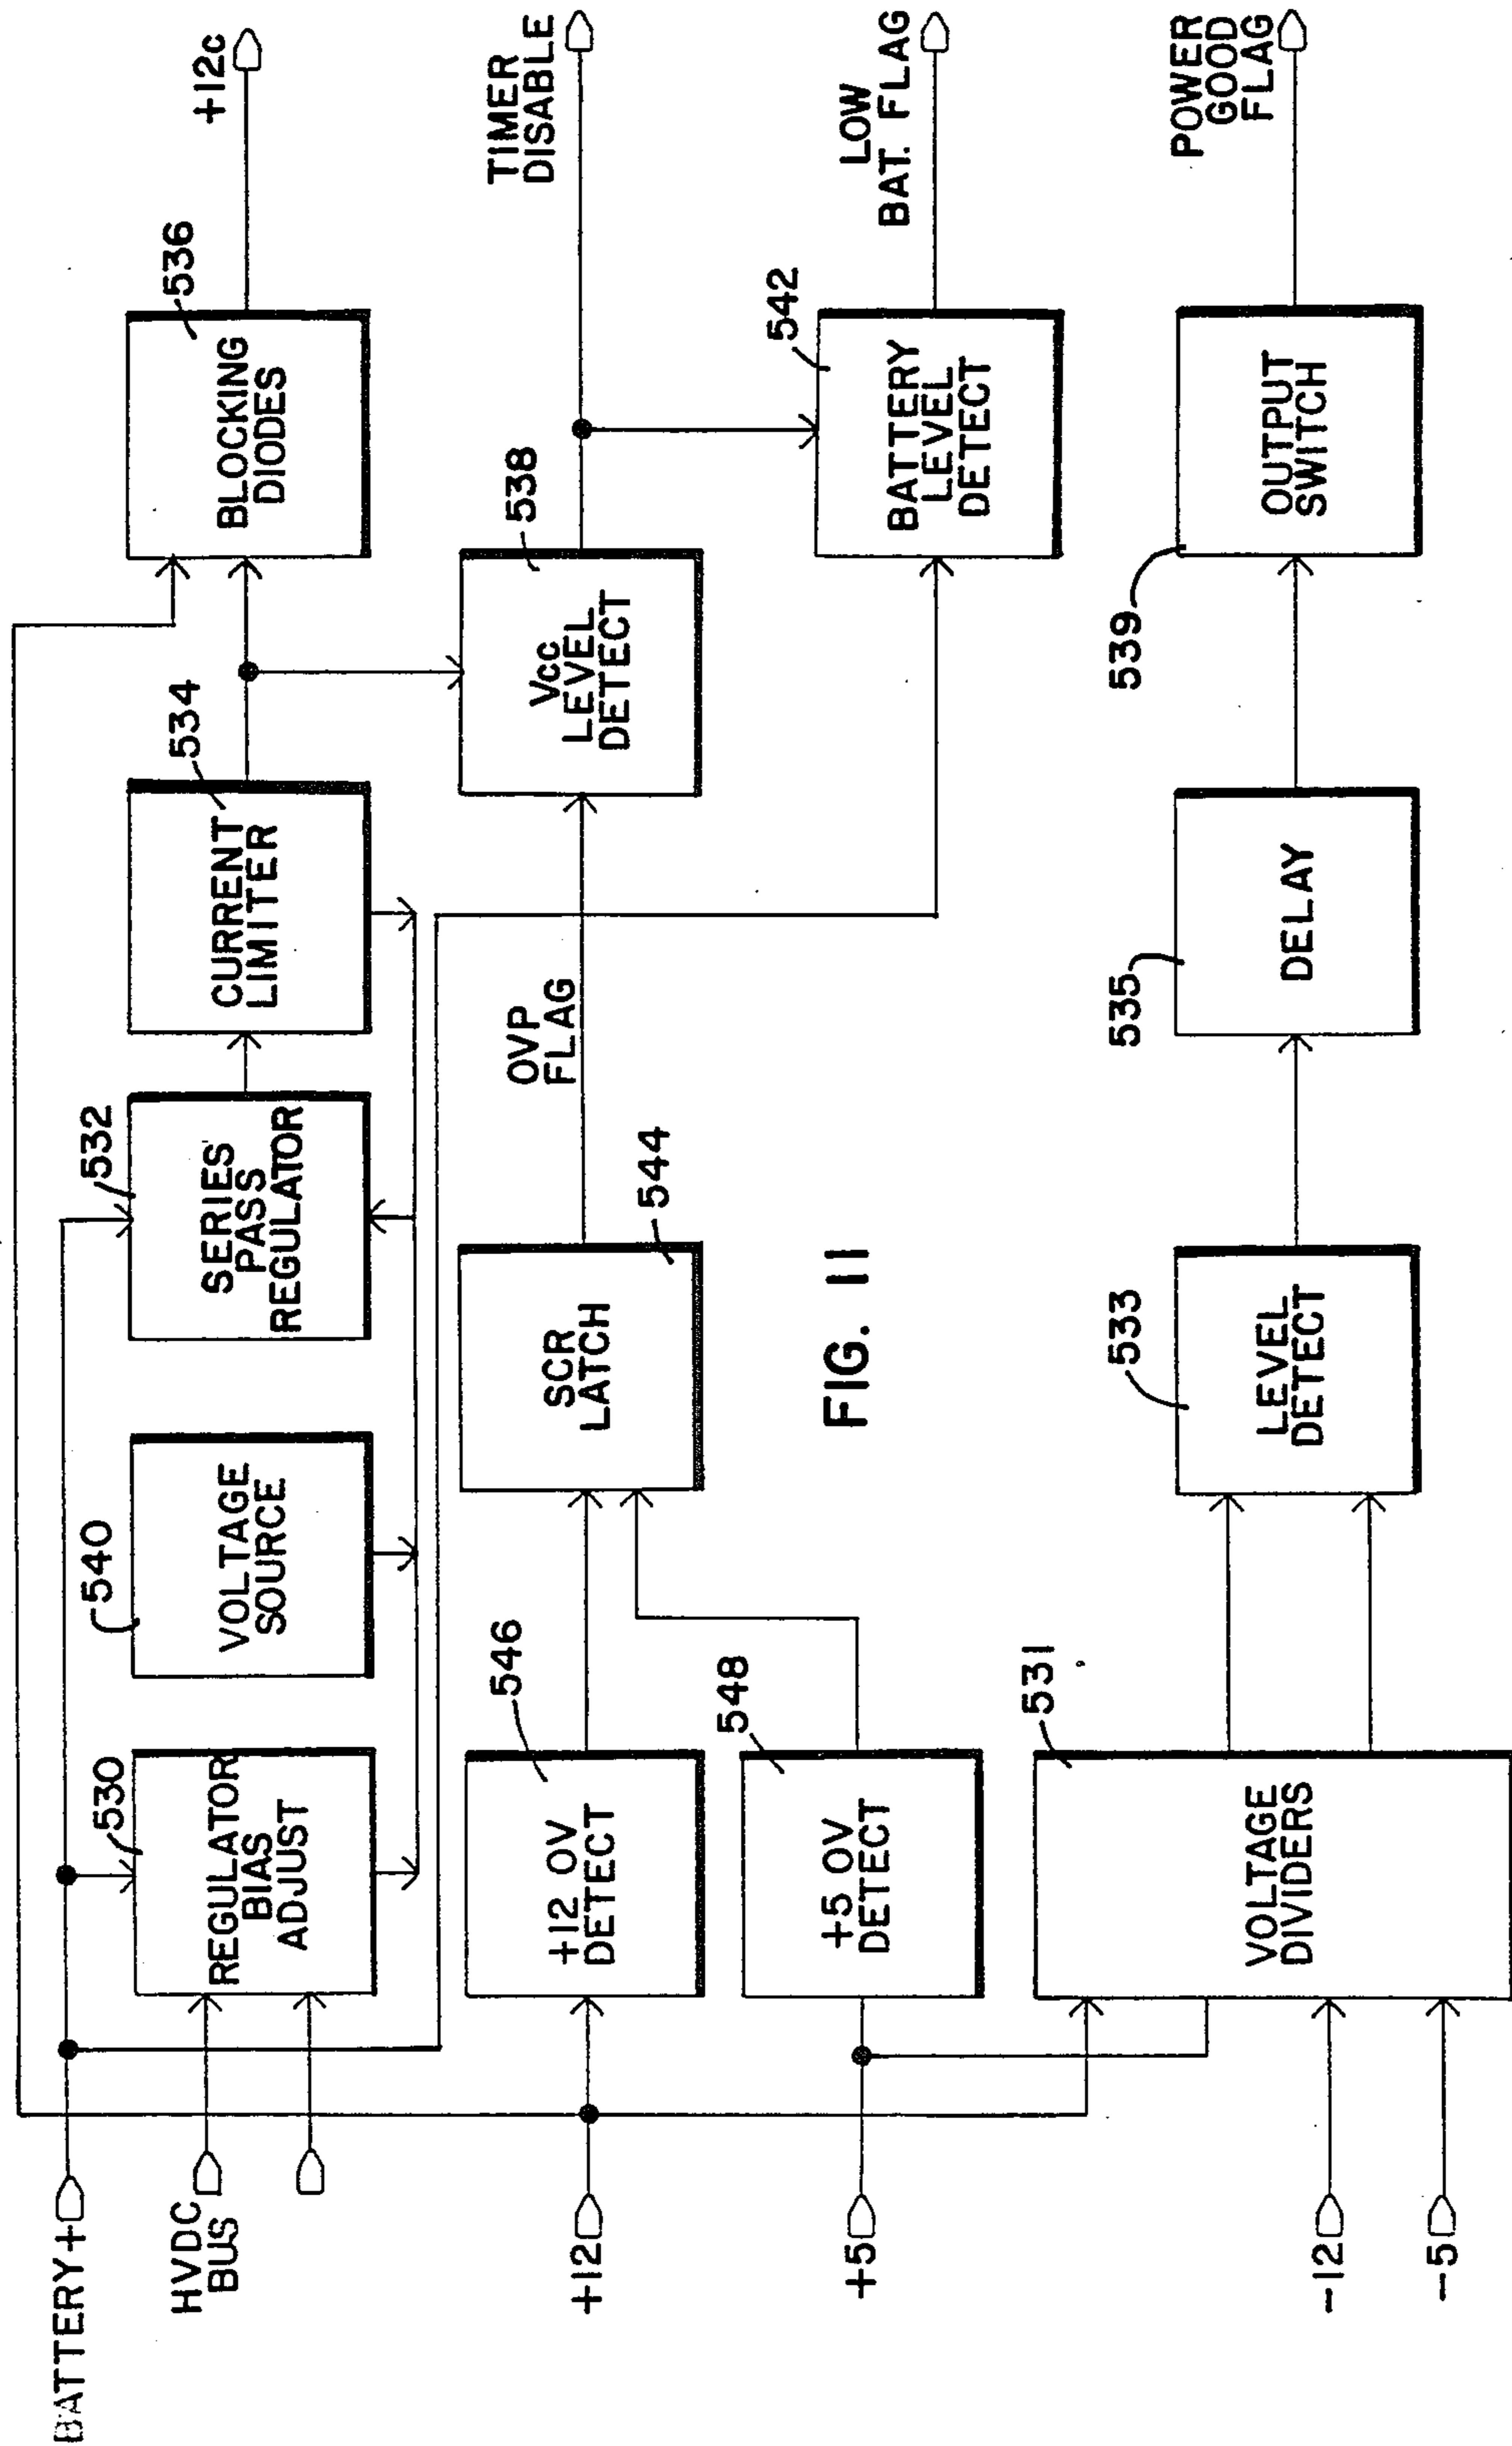 BATTERY+
HVDC
BUS
+12
+5
-12
-5
530
REGULATOR
BIAS
ADJUST
540
VOLTAGE
SOURCE
532
SERIES
PASS
REGULATOR
534
CURRENT
LIMITER
536
BLOCKING
DIODES
+12c
546
+12 OV
DETECT
548
+5 OV
DETECT
SCR
LATCH
544
OVP
FLAG
538
Vcc
LEVEL
DETECT
TIMER
DISABLE
542
BATTERY
LEVEL
DETECT
LOW
BAT. FLAG
FIG. 11
531
VOLTAGE
DIVIDERS
533
LEVEL
DETECT
535
DELAY
539
OUTPUT
SWITCH
POWER
GOOD
FLAG